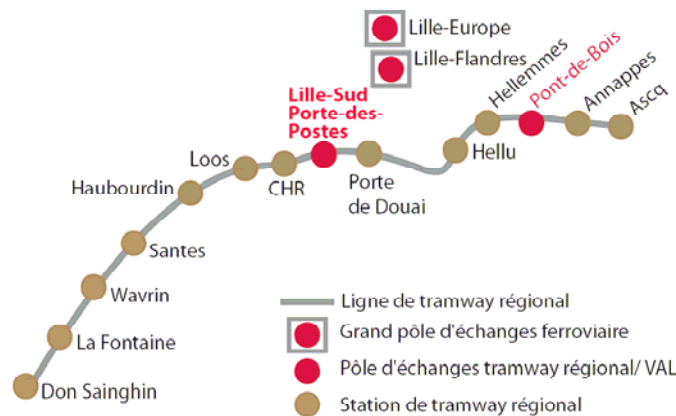 Lille-Europe
Lille-Flandres
Hellemmes
Pont-de-Bois
Annappes
Ascq
Lille-Sud
Porte-des-
Postes
Loos
CHR
Porte
de Douai
Hellu
Haubourdin
Santes
Wavrin
La Fontaine
Don Sainghin
Ligne de tramway régional
Grand pôle d'échanges ferroviaire
Pôle d'échanges tramway régional/ VAL
Station de tramway régional